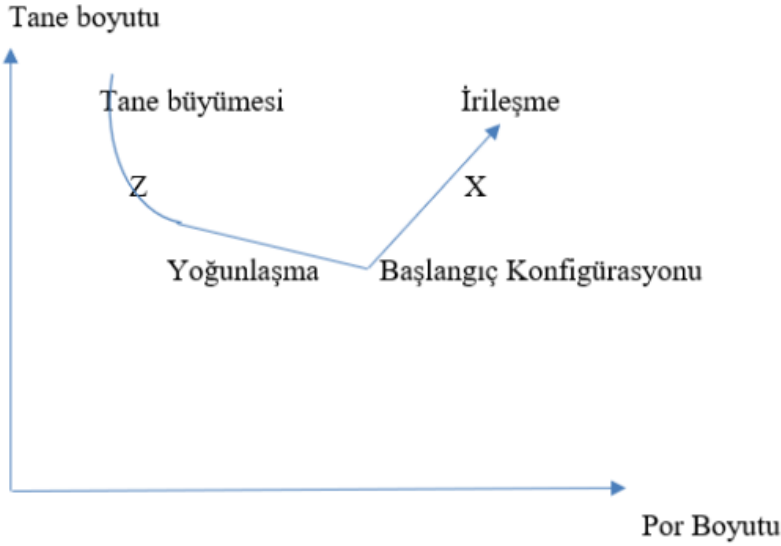 Tane boyutu
Tane büyümesi
İrileşme
Z
X
Yoğunlaşma
Başlangıç Konfigürasyonu
Por Boyutu